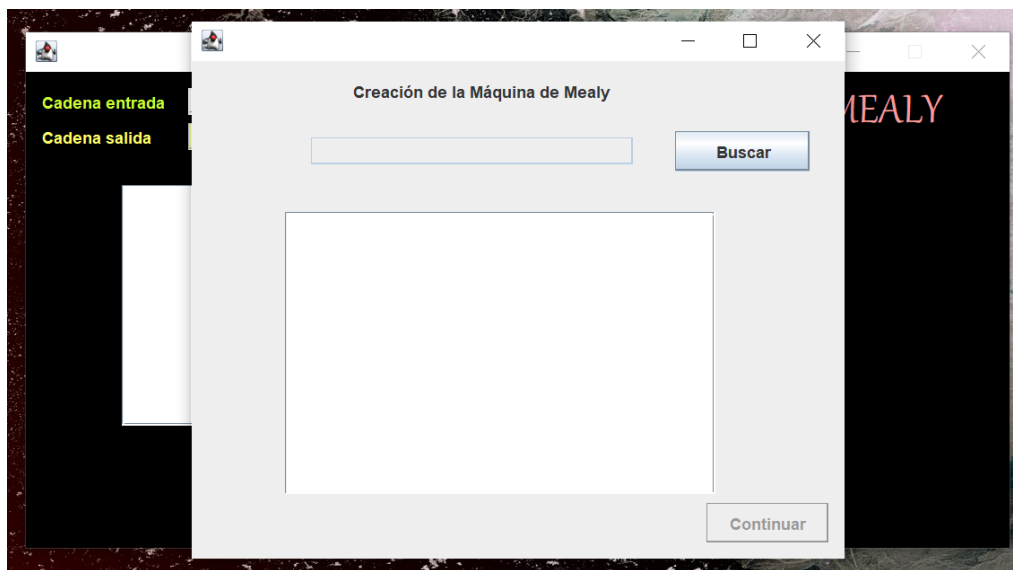 Creación de la Máquina de Mealy
Buscar
Continuar
Cadena entrada
Cadena salida
MEALY